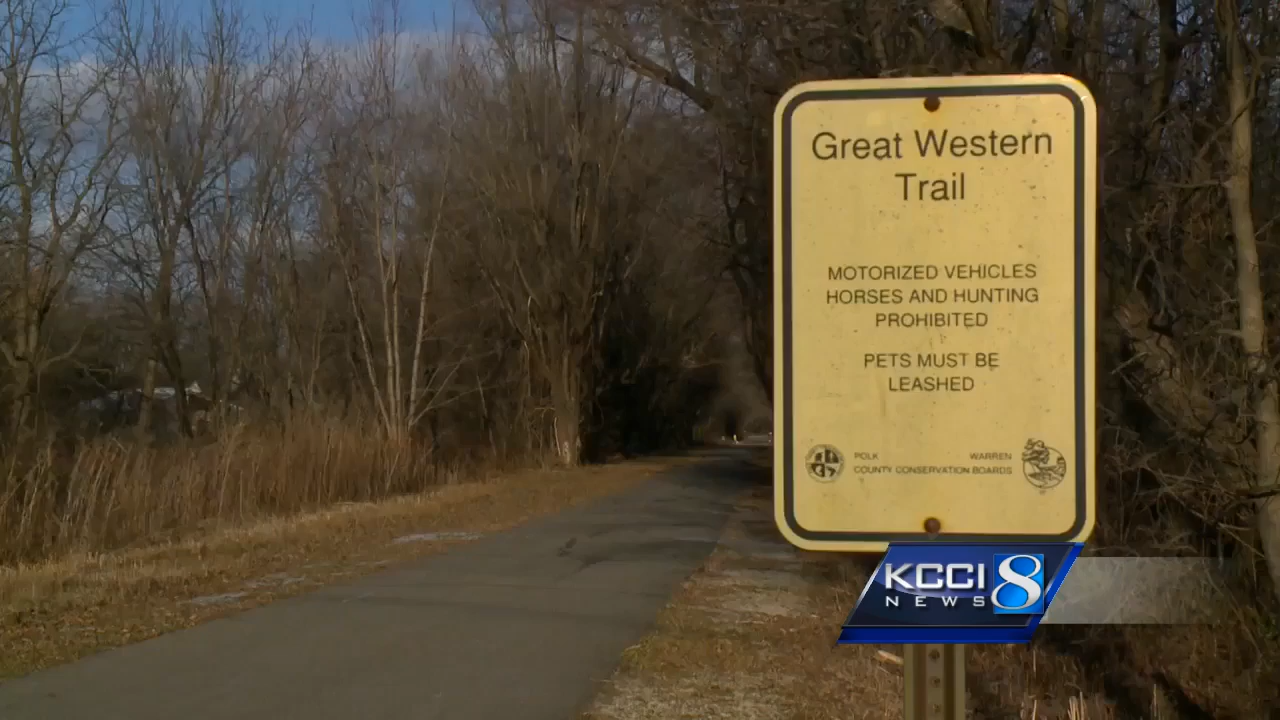 Great Western
Trail
MOTORIZED VEHICLES
HORSES AND HUNTING
PROHIBITED
PETS MUST BE
LEASHED
POLK WARREN
COUNTY CONSERVATION BOARDS
KCCI 8
NEWS